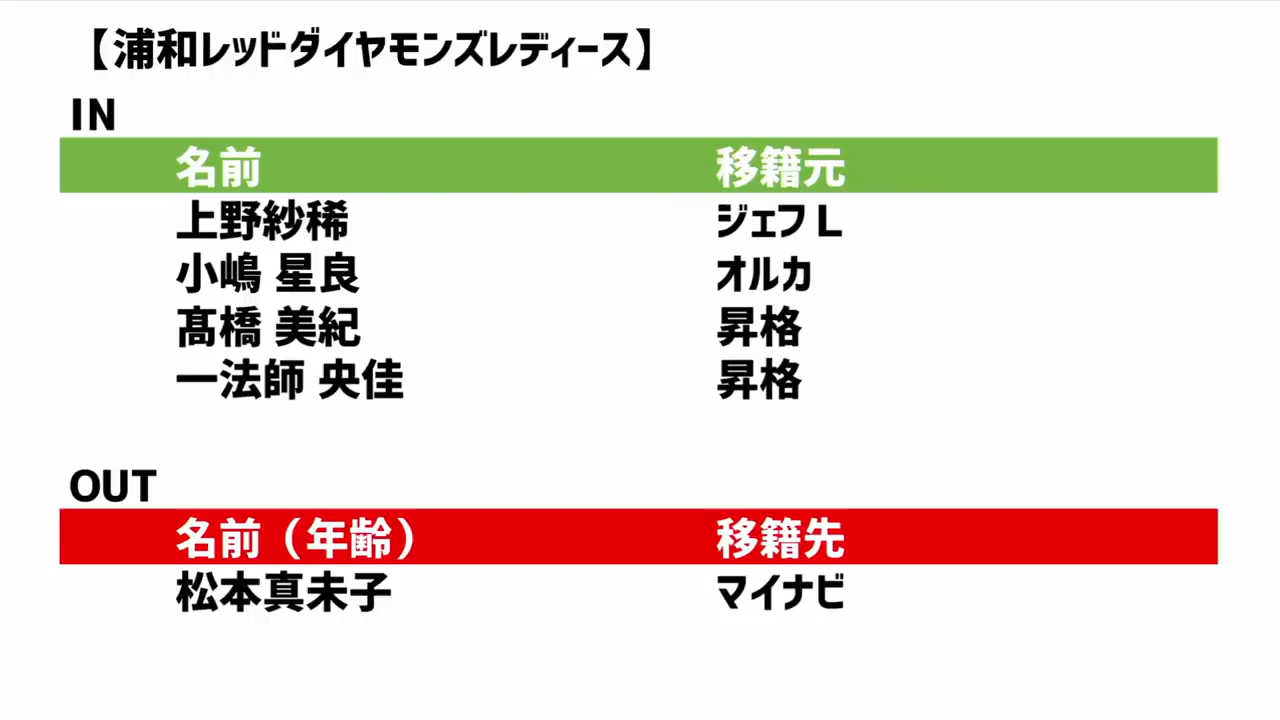 【浦和レッドダイヤモンズレディース】
IN
名前 移籍元
上野紗稀 ジェフL
小嶋 星良 オルカ
髙橋 美紀 昇格
一法師 央佳 昇格
OUT
名前（年齢） 移籍先
松本真未子 マイナビ